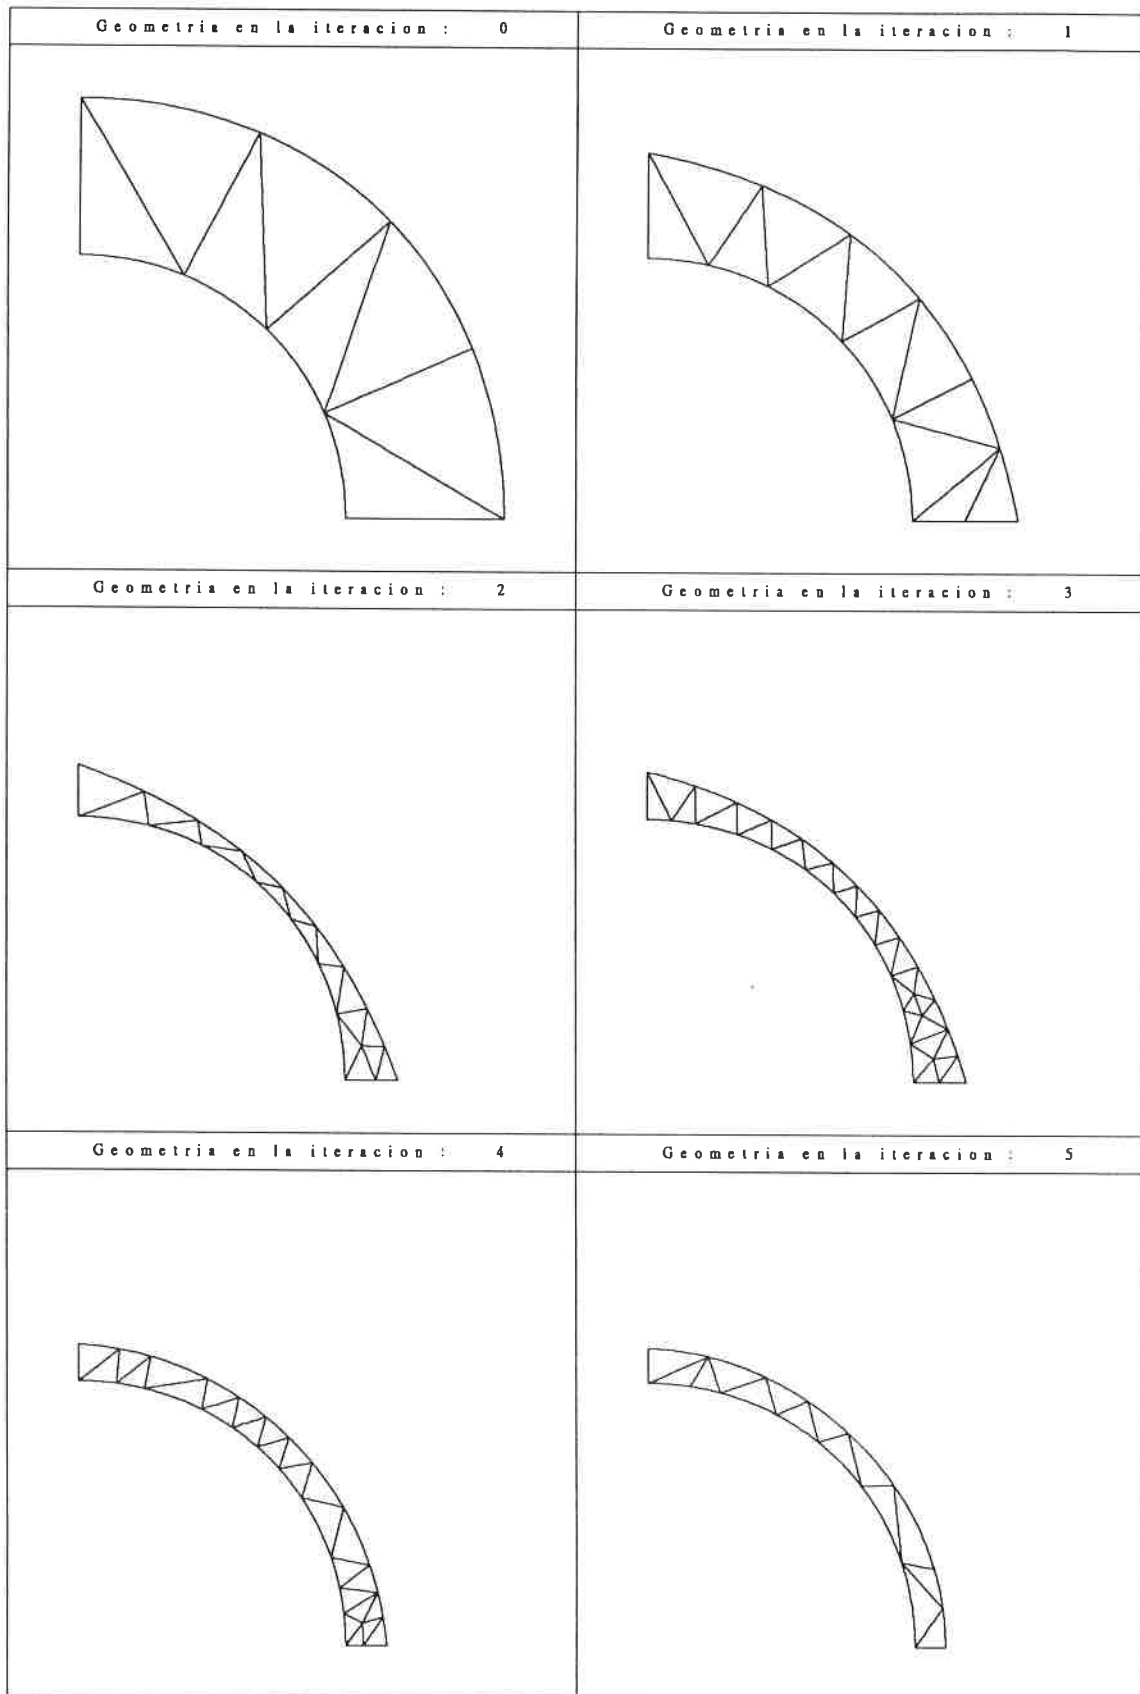 Geometria en la iteracion : 0
Geometria en la iteracion : 1
Geometria en la iteracion : 2
Geometria en la iteracion : 3
Geometria en la iteracion : 4
Geometria en la iteracion : 5